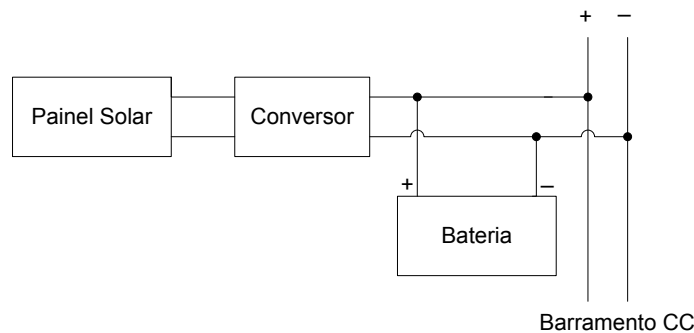 + −
Painel Solar
Conversor
+ −
Bateria
Barramento CC